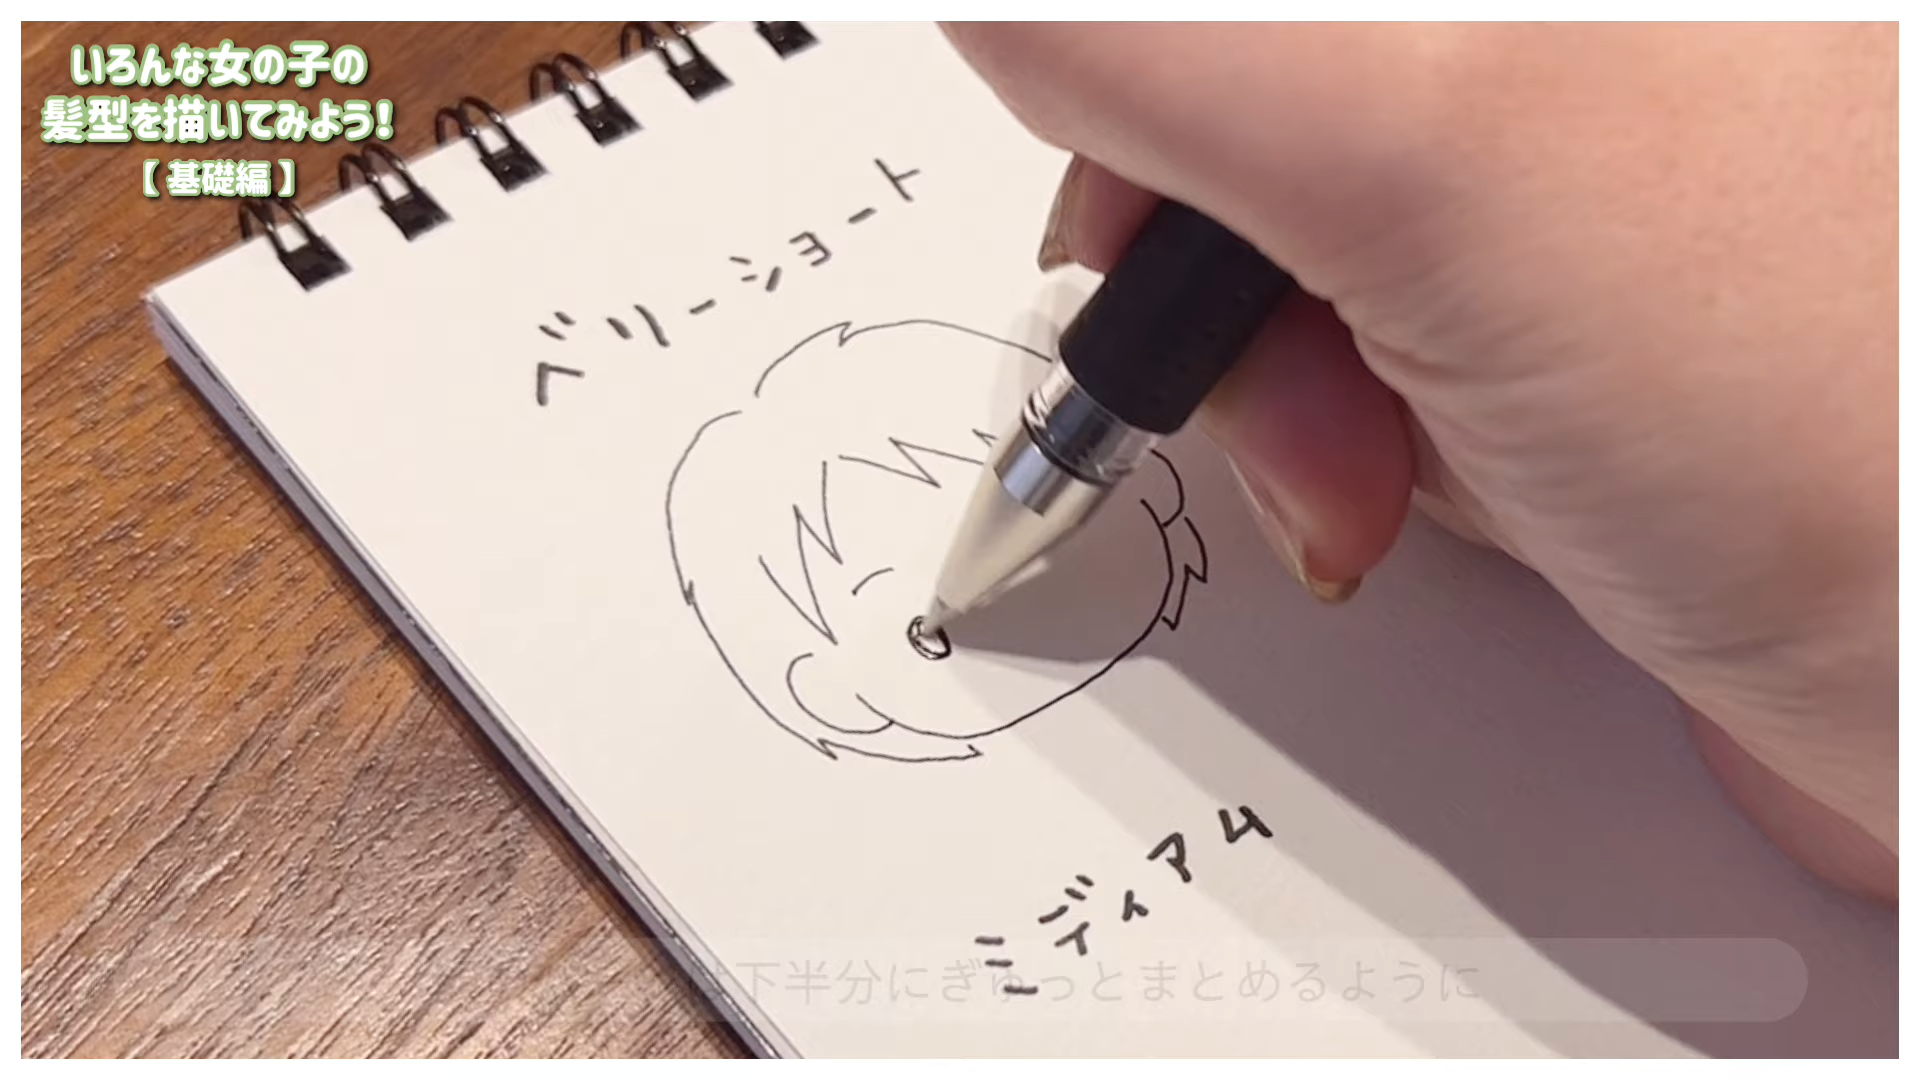 いろんな女の子の
髪型を描いてみよう!
【基礎編】
ベリーショート
ミディアム
は下半分にぎゅっとまとめるように